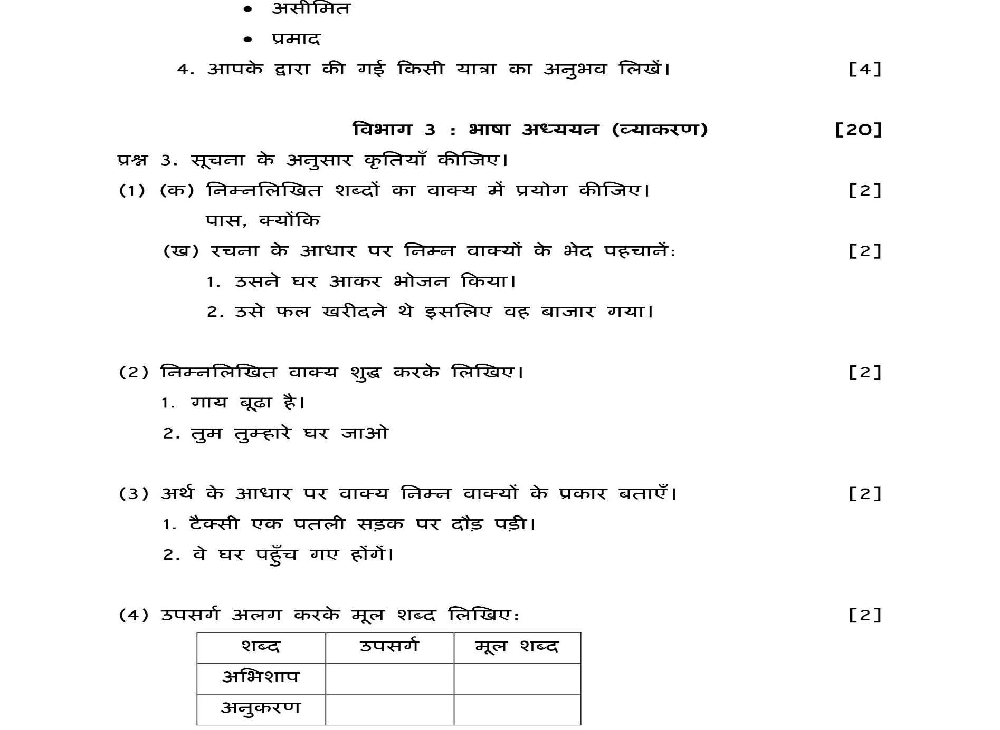 • असीमित
• प्रमाद
4. आपके द्वारा की गई किसी यात्रा का अनुभव लिखें। [4]
विभाग 3 : भाषा अध्ययन (व्याकरण) [20]
प्रश्न 3. सूचना के अनुसार कृतियाँ कीजिए।
(1) (क) निम्नलिखित शब्दों का वाक्य में प्रयोग कीजिए। [2]
पास, क्योंकि
(ख) रचना के आधार पर निम्न वाक्यों के भेद पहचानें: [2]
1. उसने घर आकर भोजन किया।
2. उसे फल खरीदने थे इसलिए वह बाजार गया।
(2) निम्नलिखित वाक्य शुद्ध करके लिखिए। [2]
1. गाय बूढा है।
2. तुम तुम्हारे घर जाओ
(3) अर्थ के आधार पर वाक्य निम्न वाक्यों के प्रकार बताएँ। [2]
1. टैक्सी एक पतली सड़क पर दौड़ पड़ी।
2. वे घर पहुँच गए होंगें।
(4) उपसर्ग अलग करके मूल शब्द लिखिए: [2]
शब्द उपसर्ग मूल शब्द
अभिशाप
अनुकरण